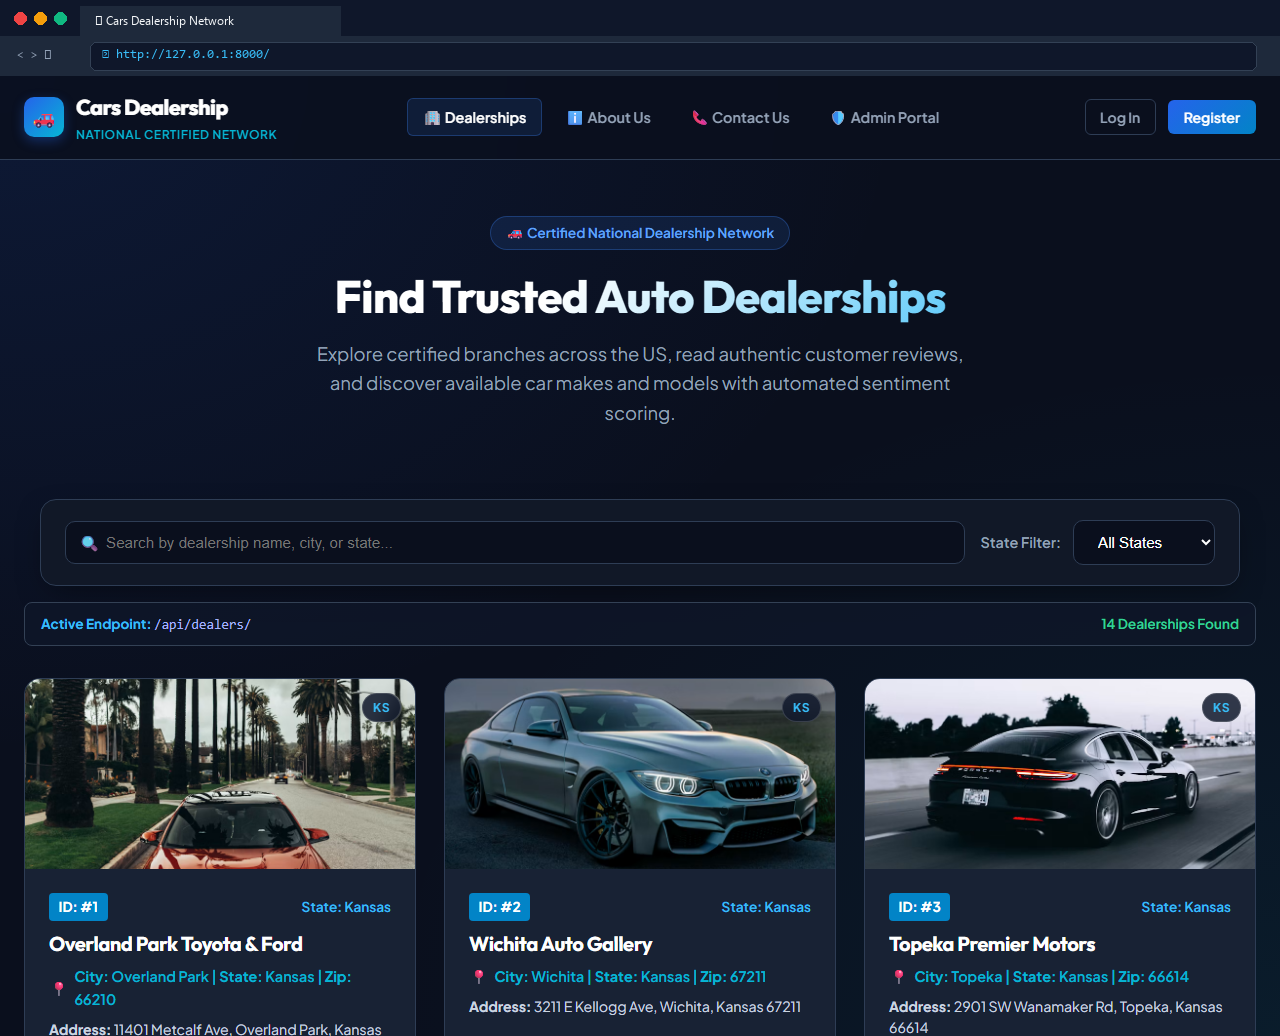 Cars Dealership Network
http://127.0.0.1:8000/
Cars Dealership
NATIONAL CERTIFIED NETWORK
Dealerships
About Us
Contact Us
Admin Portal
Log In
Register
Certified National Dealership Network
Find Trusted Auto Dealerships
Explore certified branches across the US, read authentic customer reviews,
and discover available car makes and models with automated sentiment
scoring.
Search by dealership name, city, or state...
State Filter:
All States
Active Endpoint: /api/dealers/
14 Dealerships Found
KS
ID: #1
State: Kansas
Overland Park Toyota & Ford
City: Overland Park | State: Kansas | Zip:
66210
Address: 11401 Metcalf Ave, Overland Park, Kansas
KS
ID: #2
State: Kansas
Wichita Auto Gallery
City: Wichita | State: Kansas | Zip: 67211
Address: 3211 E Kellogg Ave, Wichita, Kansas 67211
KS
PORSCHE
ID: #3
State: Kansas
Topeka Premier Motors
City: Topeka | State: Kansas | Zip: 66614
Address: 2901 SW Wanamaker Rd, Topeka, Kansas
66614